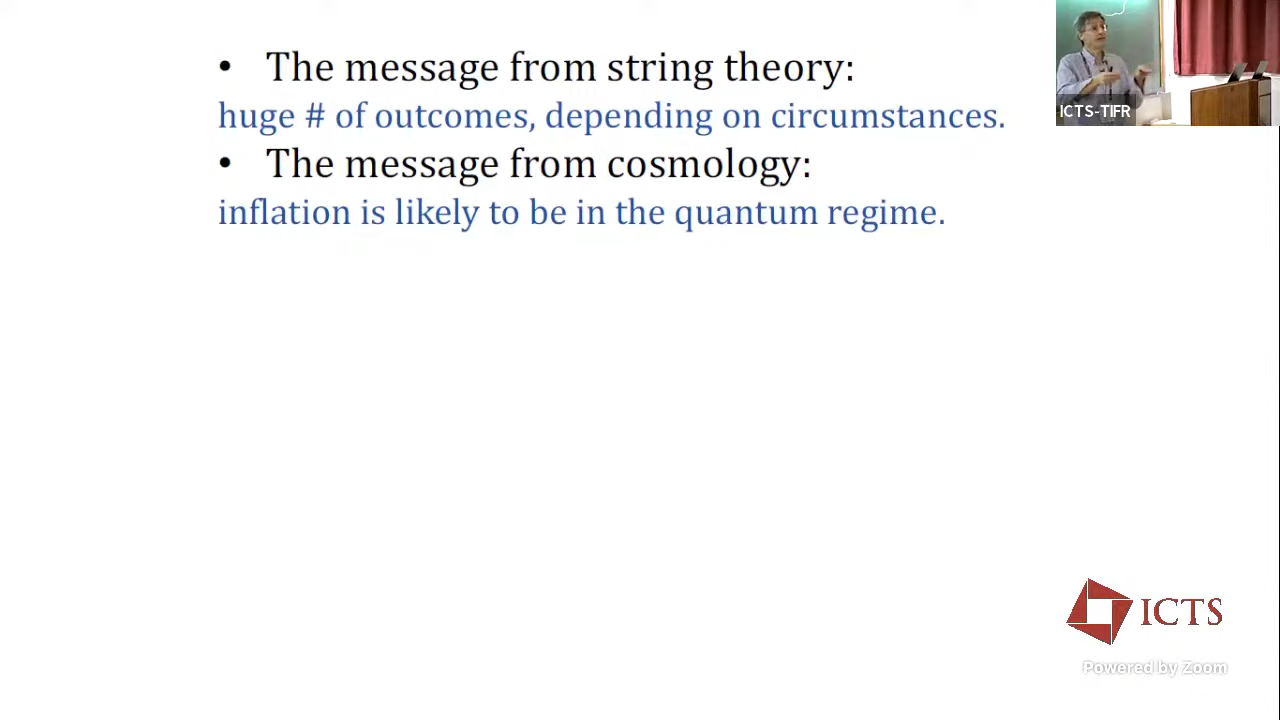 • The message from string theory:
huge # of outcomes, depending on circumstances.
• The message from cosmology:
inflation is likely to be in the quantum regime.
ICTS-TIFR
ICTS
Powered by Zoom